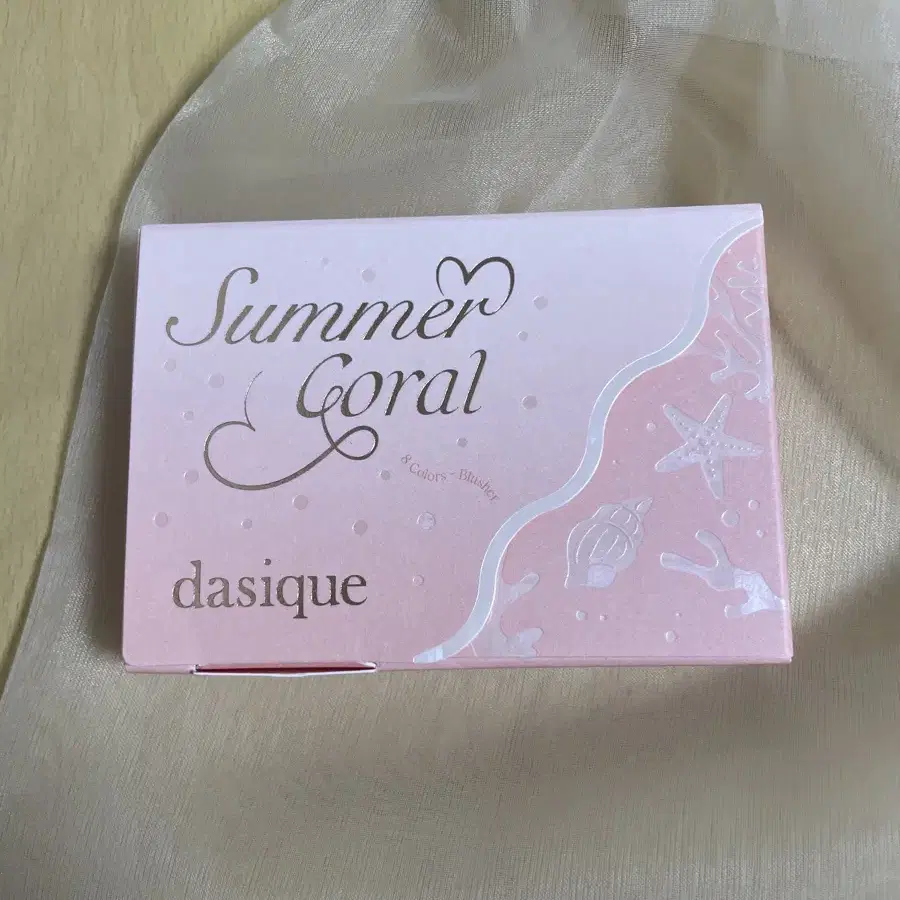 Summer
Coral
8 Colors - Blusher
dasique